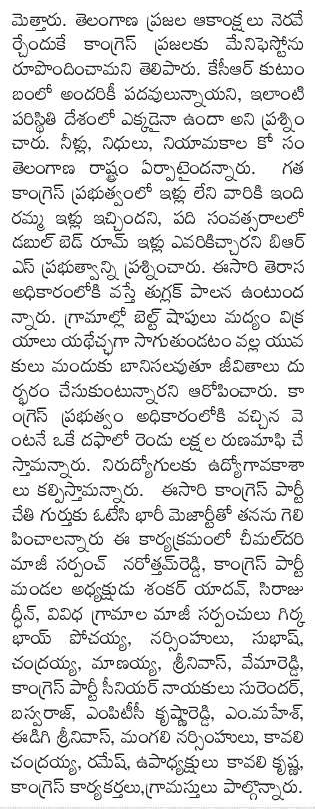 మెత్తారు. తెలంగాణ ప్రజల ఆకాంక్షలు నెరవే
ర్చేందుకే కాంగ్రెస్ ప్రజలకు మేనిఫెస్టోను
రూపొందించామని తెలిపారు. కేసీఆర్ కుటుం
బంలో అందరికీ పదవులున్నాయని, ఇలాంటి
పరిస్థితి దేశంలో ఎక్కడైనా ఉందా అని ప్రశ్నిం
చారు. నీళ్లు, నిధులు, నియామకాల కో సం
తెలంగాణ రాష్ట్రం ఏర్పాటైందన్నారు. గత
కాంగ్రెస్ ప్రభుత్వంలో ఇళ్లు లేని వారికి ఇంది
రమ్మ ఇళ్లు ఇచ్చిందని, పది సంవత్సరాలలో
డబుల్ బెడ్ రూమ్ ఇళ్లు ఎవరికిచ్చారని బిఆర్
ఎస్ ప్రభుత్వాన్ని ప్రశ్నించారు. ఈసారి తెరాస
అధికారంలోకి వస్తే తుగ్లక్ పాలన ఉంటుంద
న్నారు. గ్రామాల్లో బెల్ట్ షాపులు మద్యం విక్ర
యాలు యథేచ్ఛగా సాగుతుండటం వల్ల యువ
కులు మందుకు బానిసలవుతూ జీవితాలు దు
ర్భరం చేసుకుంటున్నారని ఆరోపించారు. కా
ంగ్రెస్ ప్రభుత్వం అధికారంలోకి వచ్చిన వె
ంటనే ఒకే దఫాలో రెండు లక్షల రుణమాఫి చే
స్తామన్నారు. నిరుద్యోగులకు ఉద్యోగావకాశా
లు కల్పిస్తామన్నారు. ఈసారి కాంగ్రెస్ పార్టీ
చేతి గుర్తుకు ఓటేసి భారీ మెజార్టీతో తనను గెలి
పించాలన్నారు ఈ కార్యక్రమంలో చీమల్‌దరి
మాజీ సర్పంచ్ నరోత్తమ్‌రెడ్డి, కాంగ్రెస్ పార్టీ
మండల అధ్యక్షుడు శంకర్ యాదవ్, సిరాజు
ద్దీన్, వివిధ గ్రామాల మాజీ సర్పంచులు గిర్క
భాయ్ పోచయ్య, నర్సింహులు, సుభాష్,
చంద్రయ్య, మాణయ్య, శ్రీనివాస్, వేమారెడ్డి,
కాంగ్రెస్ పార్టీ సీనియర్ నాయకులు సురేందర్,
బస్వరాజ్, ఎంపిటీసీ కృష్ణారెడ్డి, ఎం.మహేశ్,
ఈడిగి శ్రీనివాస్, మంగలి నర్సింహులు, కావలి
చంద్రయ్య, రమేష్, ఉపాధ్యక్షులు కావలి కృష్ణ,
కాంగ్రెస్ కార్యకర్తలు,గ్రామస్తులు పాల్గొన్నారు.